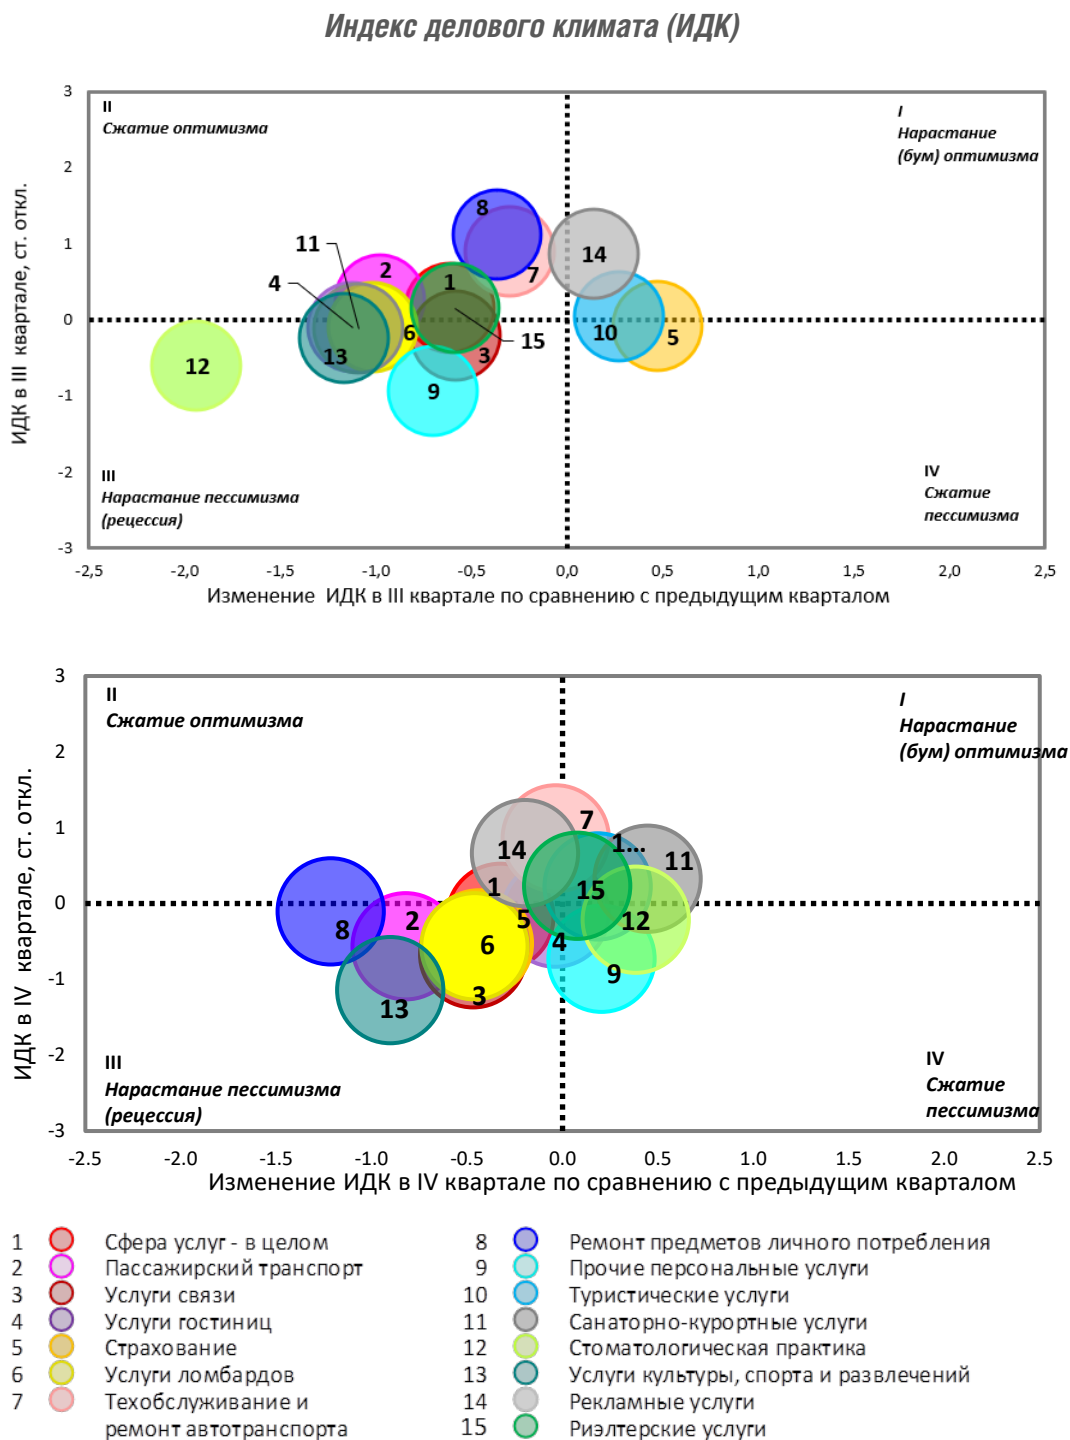 Индекс делового климата (ИДК)
ИДК в III квартале, ст. откл.
3
2
1
0
-1
-2
-3
II
Сжатие оптимизма
I
Нарастание
(бум) оптимизма
8
11
2
7
14
4
1
6
15
10
5
13
3
12
9
III
Нарастание пессимизма
(рецессия)
IV
Сжатие
пессимизма
-2,5 -2,0 -1,5 -1,0 -0,5 0,0 0,5 1,0 1,5 2,0 2,5
Изменение ИДК в III квартале по сравнению с предыдущим кварталом
ИДК в IV квартале, ст. откл.
3
2
1
0
-1
-2
-3
II
Сжатие оптимизма
I
Нарастание
(бум) оптимизма
7
14
1...
11
1
15
8
2
5
12
6
4
9
3
13
III
Нарастание пессимизма
(рецессия)
IV
Сжатие
пессимизма
-2.5 -2.0 -1.5 -1.0 -0.5 0.0 0.5 1.0 1.5 2.0 2.5
Изменение ИДК в IV квартале по сравнению с предыдущим кварталом
1 Сфера услуг - в целом
2 Пассажирский транспорт
3 Услуги связи
4 Услуги гостиниц
5 Страхование
6 Услуги ломбардов
7 Техобслуживание и
ремонт автотранспорта
8 Ремонт предметов личного потребления
9 Прочие персональные услуги
10 Туристические услуги
11 Санаторно-курортные услуги
12 Стоматологическая практика
13 Услуги культуры, спорта и развлечений
14 Рекламные услуги
15 Риэлтерские услуги